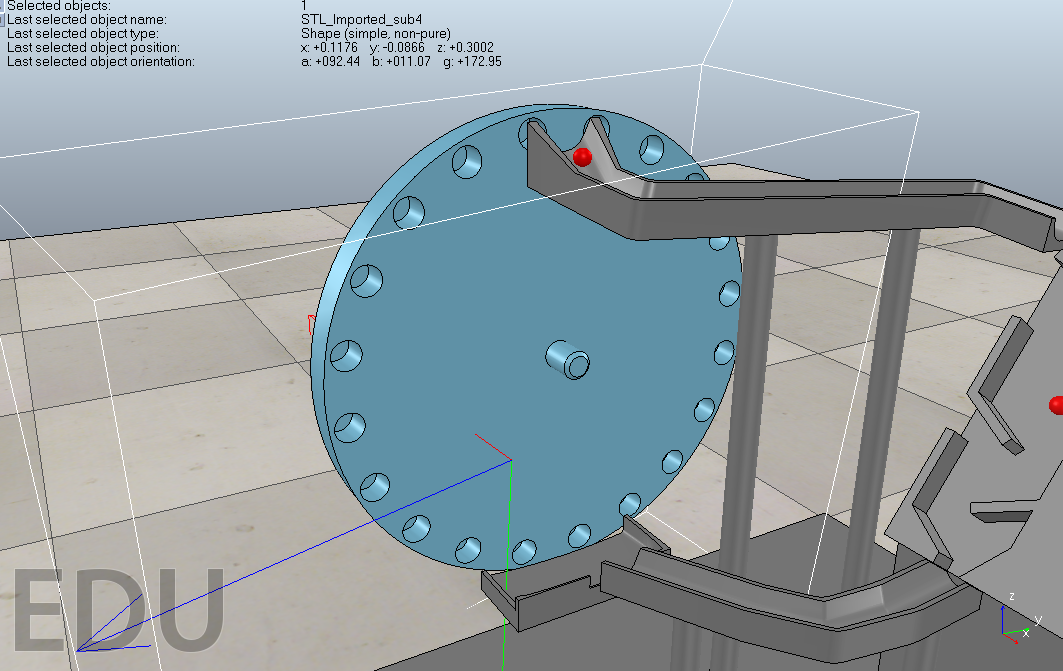 Selected objects: 1
Last selected object name: STL_Imported_sub4
Last selected object type: Shape (simple, non-pure)
Last selected object position: x: +0.1176 y: -0.0866 z: +0.3002
Last selected object orientation: a: +092.44 b: +011.07 g: +172.95
EDU
z
y
x